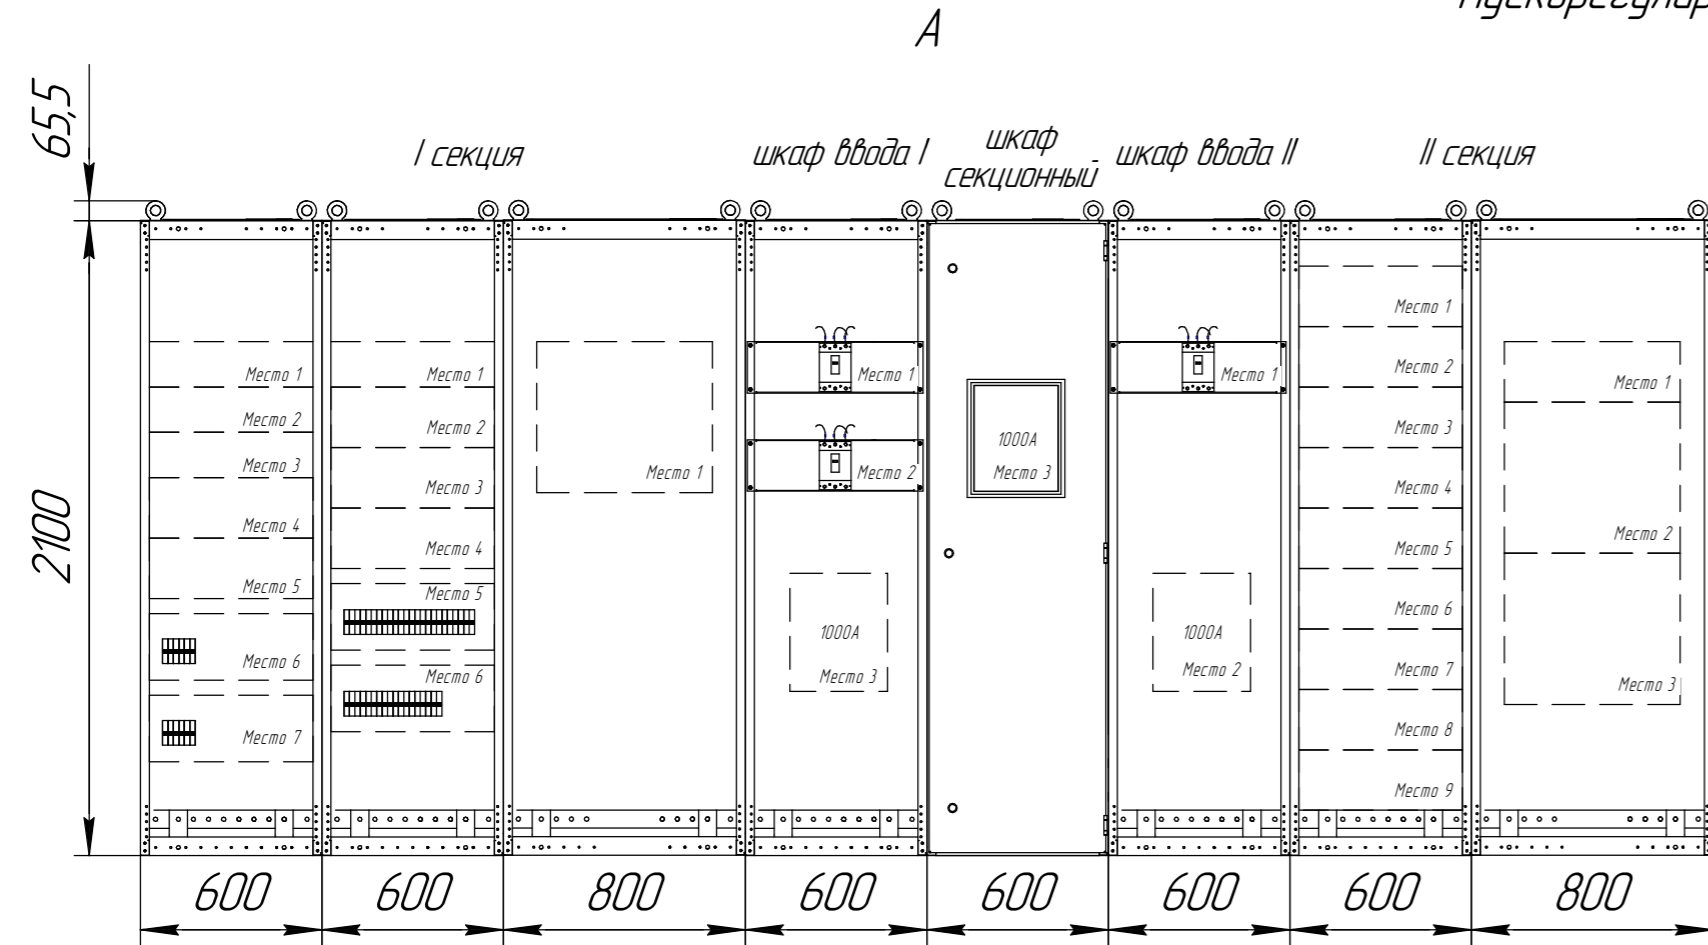 А
65,5
2100
I секция
шкаф ввода I
шкаф
секционный
шкаф ввода II
II секция
Место 1
Место 2
Место 3
Место 4
Место 5
Место 6
Место 7
Место 1
Место 2
Место 3
Место 4
Место 5
Место 6
Место 1
Место 1
Место 2
1000А
Место 3
1000А
Место 3
Место 1
1000А
Место 2
Место 1
Место 2
Место 3
Место 4
Место 5
Место 6
Место 7
Место 8
Место 9
Место 1
Место 2
Место 3
600
600
800
600
600
600
600
800